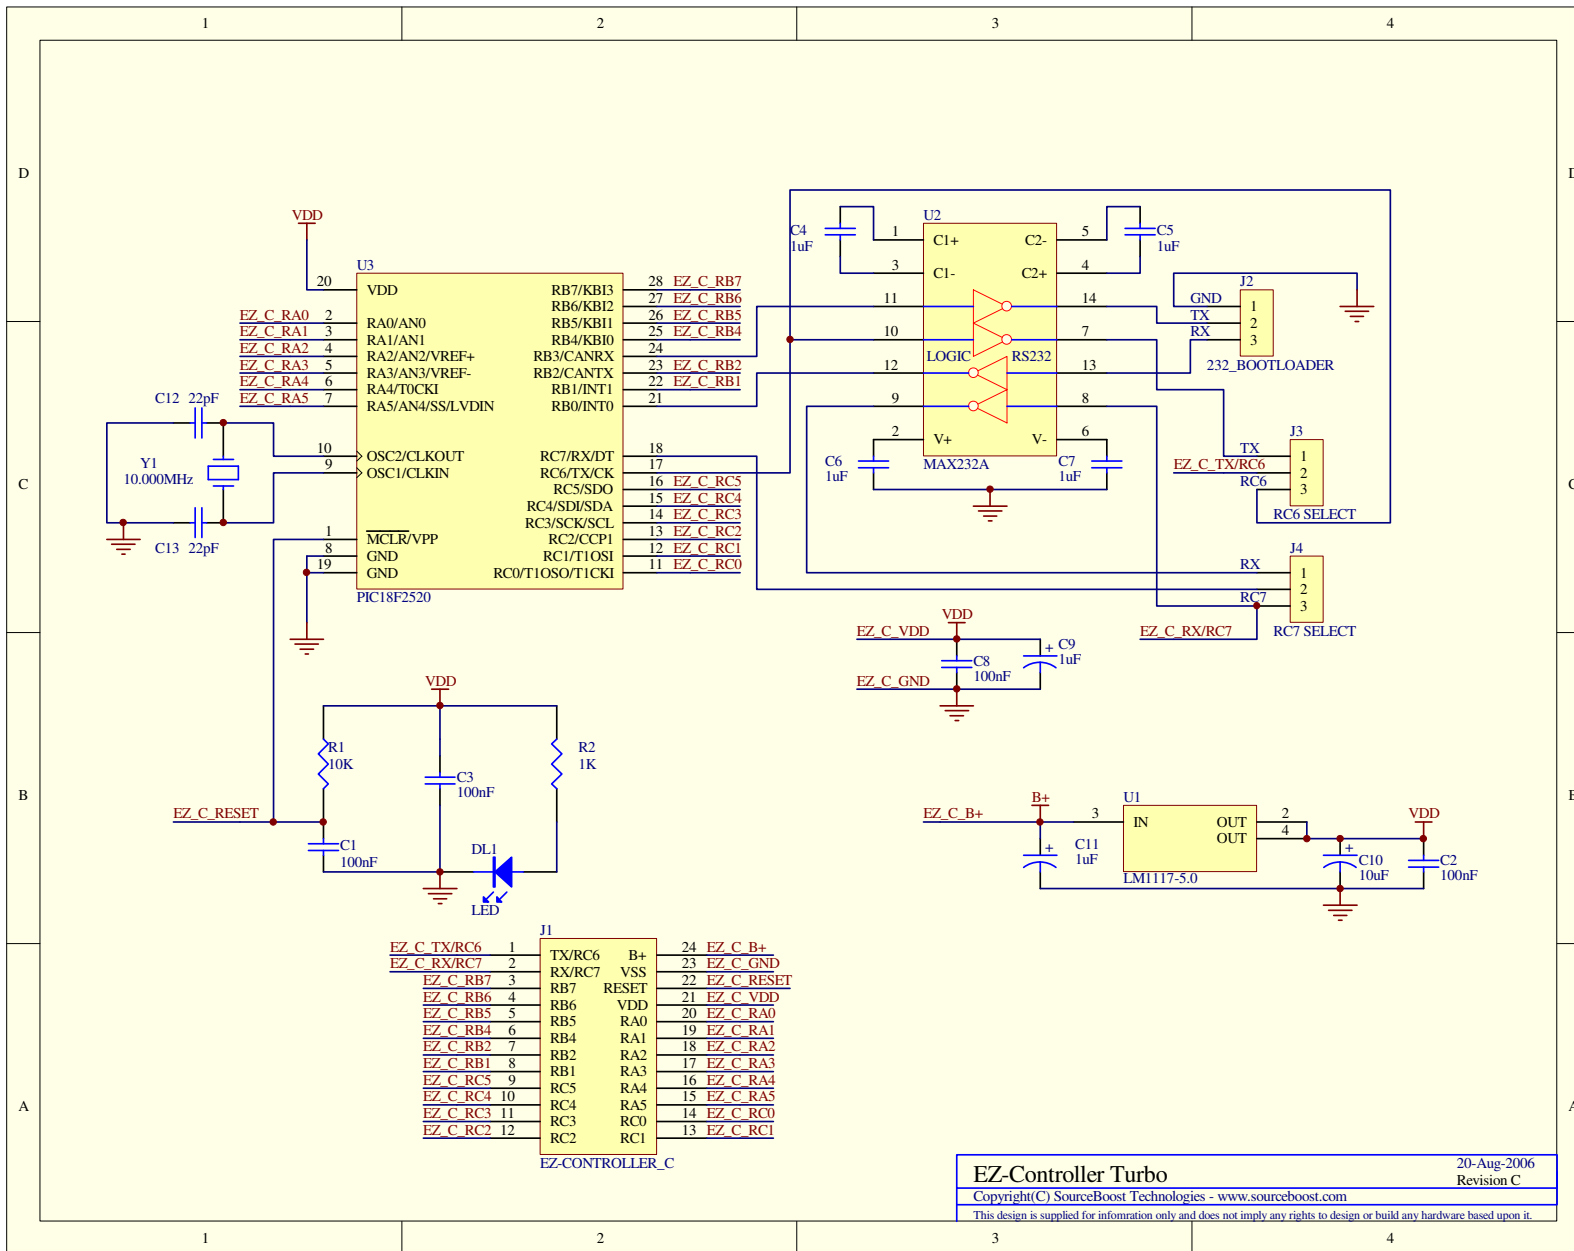 1 2 3 4
D D
C C
B B
A A
VDD
U3
20 VDD
EZ_C_RA0 2 RA0/AN0
EZ_C_RA1 3 RA1/AN1
EZ_C_RA2 4 RA2/AN2/VREF+
EZ_C_RA3 5 RA3/AN3/VREF-
EZ_C_RA4 6 RA4/T0CKI
EZ_C_RA5 7 RA5/AN4/SS/LVDIN
10 OSC2/CLKOUT
9 OSC1/CLKIN
1 MCLR/VPP
8 GND
19 GND
RB7/KBI3 28 EZ_C_RB7
RB6/KBI2 27 EZ_C_RB6
RB5/KBI1 26 EZ_C_RB5
RB4/KBI0 25 EZ_C_RB4
RB3/CANRX 24
RB2/CANTX 23 EZ_C_RB2
RB1/INT1 22 EZ_C_RB1
RB0/INT0 21
RC7/RX/DT 18
RC6/TX/CK 17
RC5/SDO 16 EZ_C_RC5
RC4/SDI/SDA 15 EZ_C_RC4
RC3/SCK/SCL 14 EZ_C_RC3
RC2/CCP1 13 EZ_C_RC2
RC1/T1OSI 12 EZ_C_RC1
RC0/T1OSO/T1CKI 11 EZ_C_RC0
PIC18F2520
C12 22pF
Y1
10.000MHz
C13 22pF
C4
1uF
U2
1 C1+ C2- 5
3 C1- C2+ 4
11 14
10 7
LOGIC RS232
12 13
9 8
2 V+ V- 6
MAX232A
C5
1uF
C6
1uF
C7
1uF
J2
GND 1
TX 2
RX 3
232_BOOTLOADER
J3
TX 1
EZ_C_TX/RC6 2
RC6 3
RC6 SELECT
J4
RX 1
2
RC7 3
EZ_C_RX/RC7
RC7 SELECT
VDD
EZ_C_VDD
C9
1uF
C8
100nF
EZ_C_GND
VDD
R1
10K
C3
100nF
R2
1K
EZ_C_RESET
C1
100nF
DL1
LED
EZ_C_B+
B+
U1
3 IN OUT 2
OUT 4
LM1117-5.0
VDD
C11
1uF
C10
10uF
C2
100nF
J1
EZ_C_TX/RC6 1 TX/RC6 B+ 24 EZ_C_B+
EZ_C_RX/RC7 2 RX/RC7 VSS 23 EZ_C_GND
EZ_C_RB7 3 RB7 RESET 22 EZ_C_RESET
EZ_C_RB6 4 RB6 VDD 21 EZ_C_VDD
EZ_C_RB5 5 RB5 RA0 20 EZ_C_RA0
EZ_C_RB4 6 RB4 RA1 19 EZ_C_RA1
EZ_C_RB2 7 RB2 RA2 18 EZ_C_RA2
EZ_C_RB1 8 RB1 RA3 17 EZ_C_RA3
EZ_C_RC5 9 RC5 RA4 16 EZ_C_RA4
EZ_C_RC4 10 RC4 RA5 15 EZ_C_RA5
EZ_C_RC3 11 RC3 RC0 14 EZ_C_RC0
EZ_C_RC2 12 RC2 RC1 13 EZ_C_RC1
EZ-CONTROLLER_C
EZ-Controller Turbo
20-Aug-2006
Revision C
Copyright(C) SourceBoost Technologies - www.sourceboost.com
This design is supplied for infomration only and does not imply any rights to design or build any hardware based upon it.
1 2 3 4